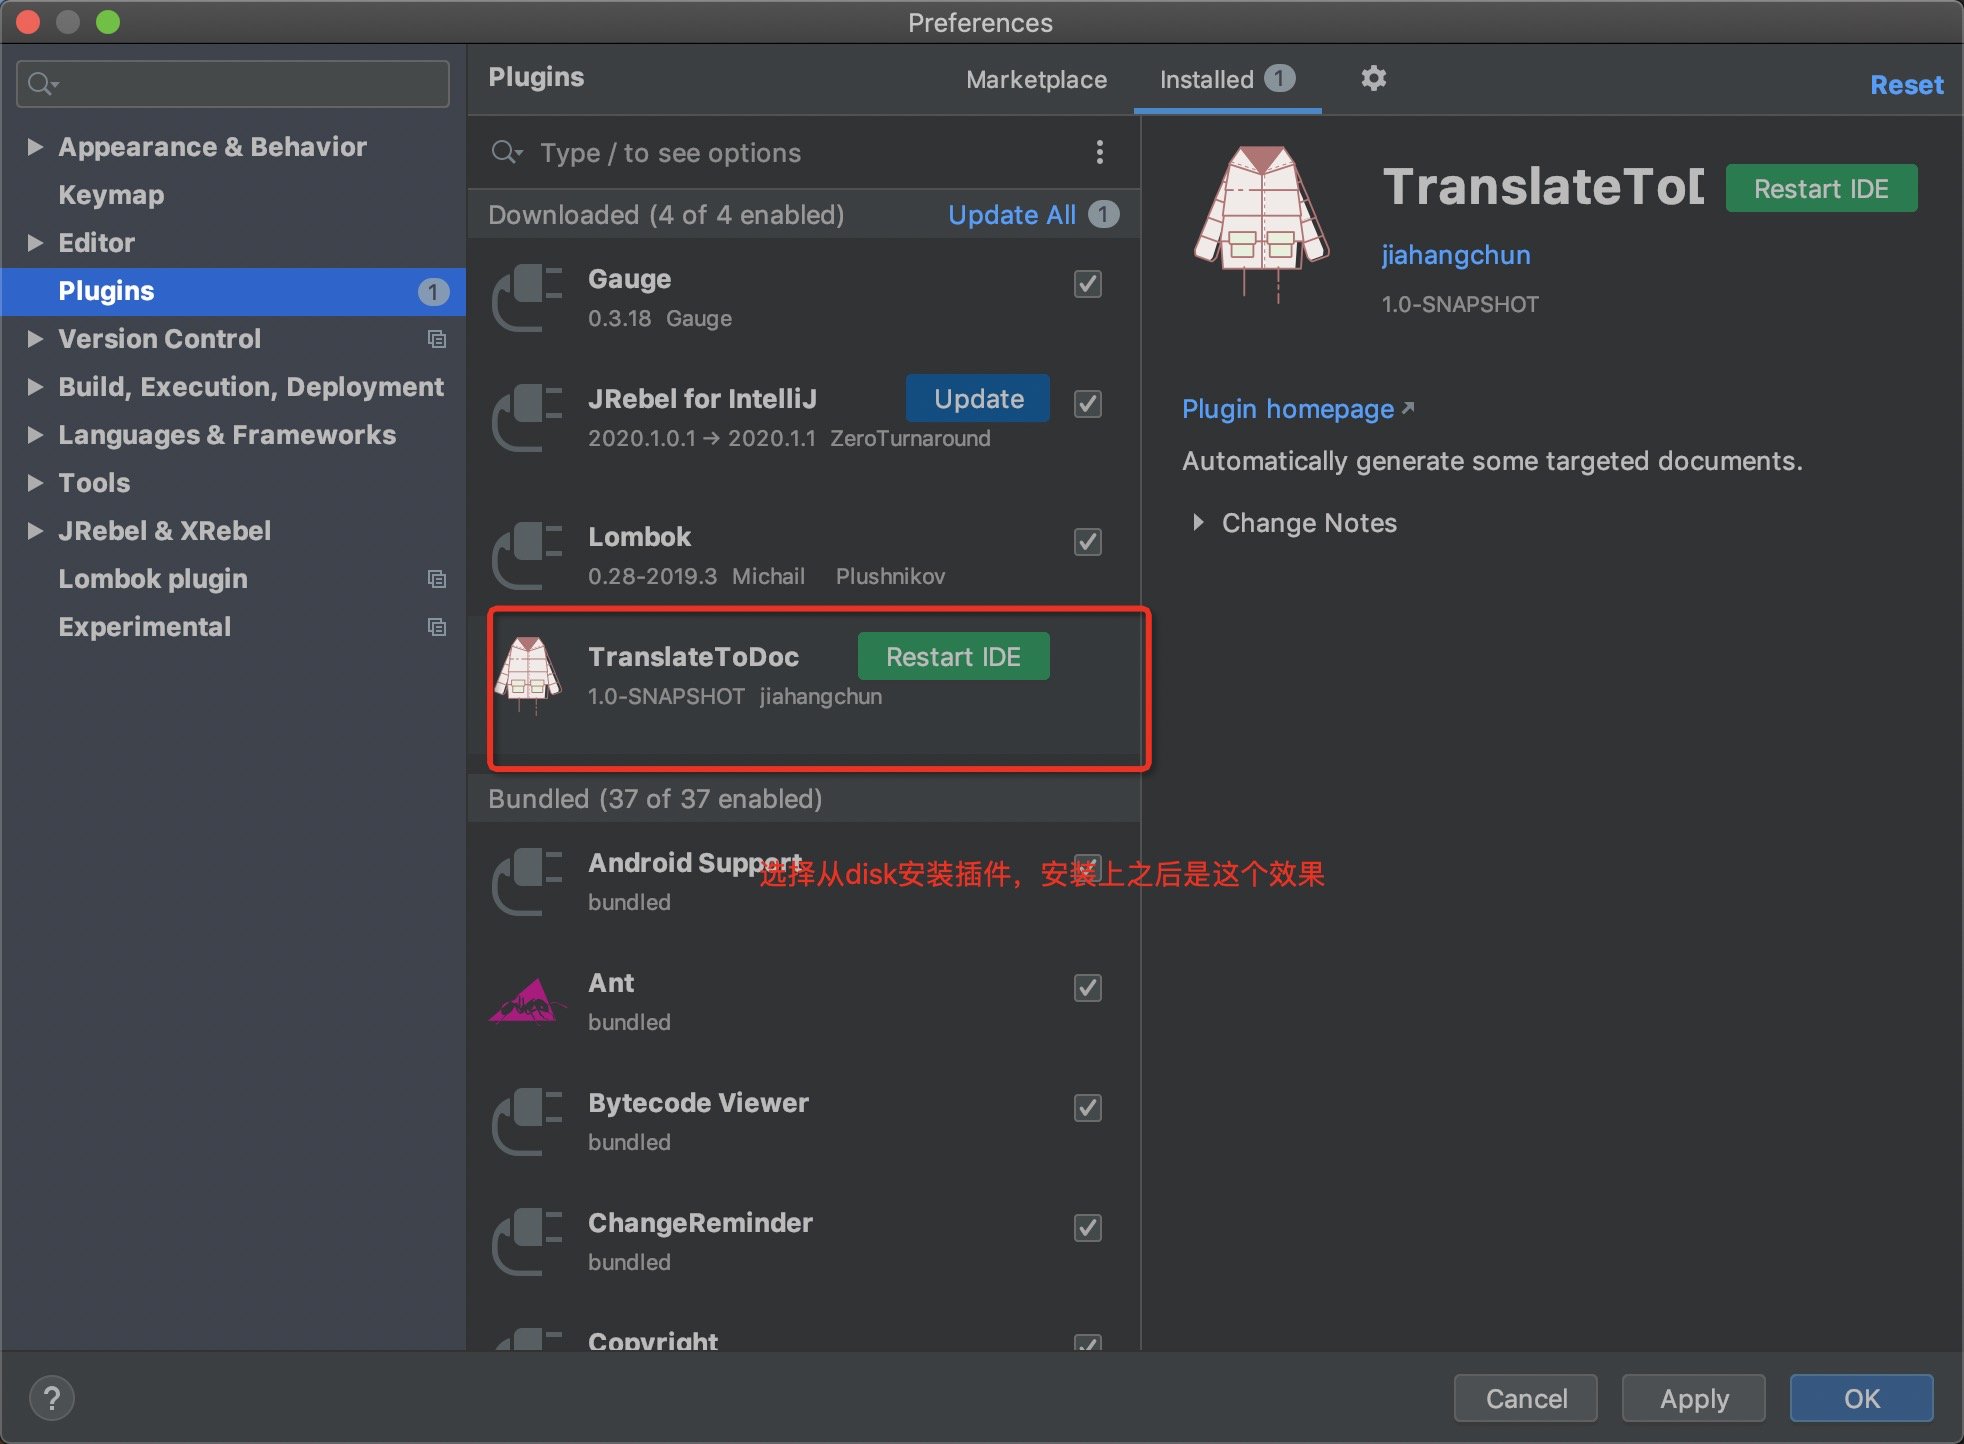 Preferences
Plugins
Marketplace
Installed 1
Reset
Appearance & Behavior
Keymap
Editor
Plugins 1
Version Control
Build, Execution, Deployment
Languages & Frameworks
Tools
JRebel & XRebel
Lombok plugin
Experimental
Type / to see options
Downloaded (4 of 4 enabled) Update All 1
Gauge
0.3.18 Gauge
JRebel for IntelliJ Update
2020.1.0.1 → 2020.1.1 ZeroTurnaround
Lombok
0.28-2019.3 Michail Plushnikov
TranslateToDoc Restart IDE
1.0-SNAPSHOT jiahangchun
Bundled (37 of 37 enabled)
Android Support
选择从disk安装插件，安装上之后是这个效果
bundled
Ant
bundled
Bytecode Viewer
bundled
ChangeReminder
bundled
Copyright
TranslateToD Restart IDE
jiahangchun
1.0-SNAPSHOT
Plugin homepage ↗
Automatically generate some targeted documents.
Change Notes
?
Cancel
Apply
OK